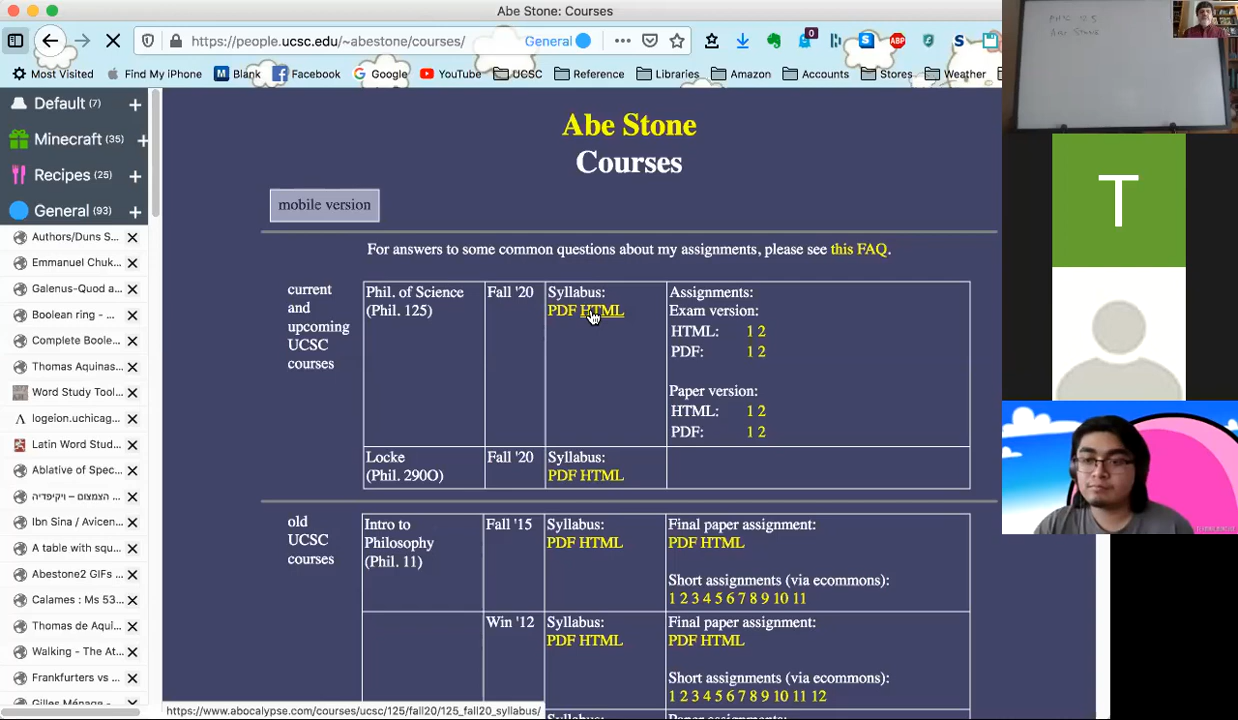 Abe Stone: Courses
https://people.ucsc.edu/~abestone/courses/
General
0
ABP
S
S
Most Visited
Find My iPhone
M Blank
Facebook
G Google
YouTube
UCSC
Reference
Libraries
Amazon
Accounts
Stores
Weather
Default (7) +
Minecraft (35) +
Recipes (25) +
General (93) +
Authors/Duns S...
Emmanuel Chuk...
Galenus-Quod a...
Boolean ring - ...
Complete Boole...
Thomas Aquinas...
Word Study Tool...
Λ logeion.uchicag...
Latin Word Stud...
Ablative of Spec...
הצמצום – ויקיפדיה
Ibn Sina / Avicen...
A table with squ...
Abestone2 GIFs ...
Calames : Ms 53...
Thomas de Aqui...
Walking - The At...
Frankfurters vs ...
Gilles Ménage - ...
Abe Stone
Courses
mobile version
For answers to some common questions about my assignments, please see this FAQ.
current and upcoming UCSC courses
Phil. of Science (Phil. 125)
Fall '20
Syllabus:
PDF HTML
Assignments:
Exam version:
HTML: 1 2
PDF: 1 2
Paper version:
HTML: 1 2
PDF: 1 2
Locke (Phil. 290O)
Fall '20
Syllabus:
PDF HTML
old UCSC courses
Intro to Philosophy (Phil. 11)
Fall '15
Syllabus:
PDF HTML
Final paper assignment:
PDF HTML
Short assignments (via ecommons):
1 2 3 4 5 6 7 8 9 10 11
Win '12
Syllabus:
PDF HTML
Final paper assignment:
PDF HTML
Short assignments (via ecommons):
1 2 3 4 5 6 7 8 9 10 11 12
https://www.abocalypse.com/courses/ucsc/125/fall20/125_fall20_syllabus/
T
Abe Stone